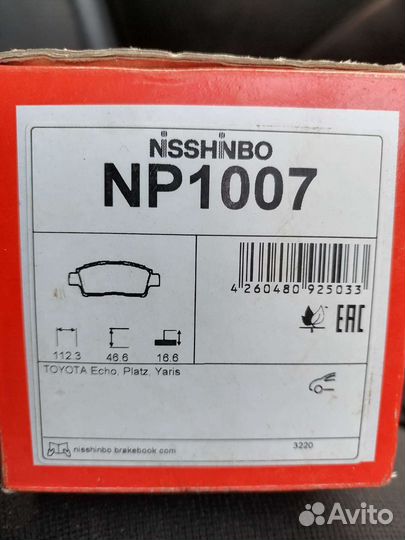 NiSSHiNBO
NP1007
4 260480 925033
EAC
112.3 46.6 16.6
TOYOTA Echo, Platz, Yaris
nisshinbo brakebook com
3220
Avito